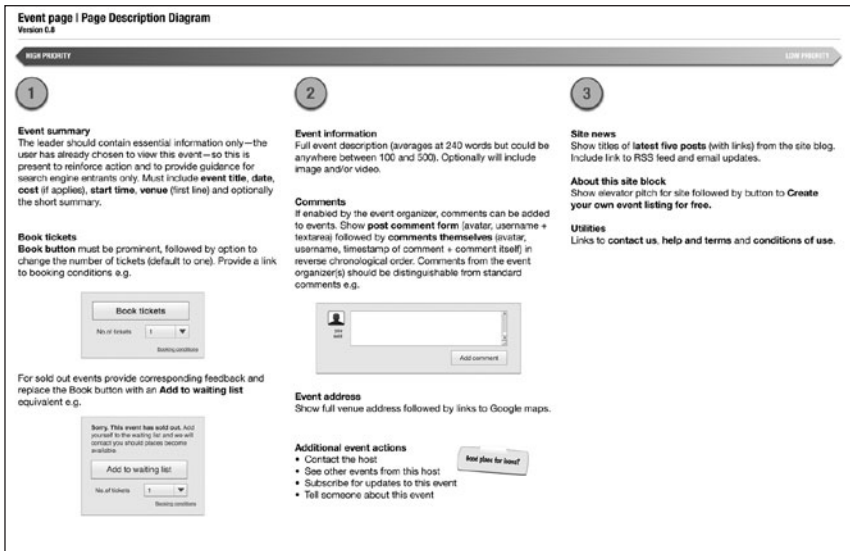 Event page | Page Description Diagram
Version 0.8
HIGH PRIORITY
LOW PRIORITY
1
Event summary
The leader should contain essential information only—the
user has already chosen to view this event—so this is
present to reinforce action and to provide guidance for
search engine entrants only. Must include event title, date,
cost (if applies), start time, venue (first line) and optionally
the short summary.
Book tickets
Book button must be prominent, followed by option to
change the number of tickets (default to one). Provide a link
to booking conditions e.g.
Book tickets
No.of tickets 1
Booking conditions
For sold out events provide corresponding feedback and
replace the Book button with an Add to waiting list
equivalent e.g.
Sorry. This event has sold out. Add
yourself to the waiting list and we will
contact you should places become
available.
Add to waiting list
No.of tickets 1
Booking conditions
2
Event information
Full event description (averages at 240 words but could be
anywhere between 100 and 500). Optionally will include
image and/or video.
Comments
If enabled by the event organizer, comments can be added
to events. Show post comment form (avatar, username +
textarea) followed by comments themselves (avatar,
username, timestamp of comment + comment itself) in
reverse chronological order. Comments from the event
organizer(s) should be distinguishable from standard
comments e.g.
Add comment
Event address
Show full venue address followed by links to Google maps.
Additional event actions
• Contact the host
• See other events from this host
• Subscribe for updates to this event
• Tell someone about this event
Best place for icons?
3
Site news
Show titles of latest five posts (with links) from the site blog.
Include link to RSS feed and email updates.
About this site block
Show elevator pitch for site followed by button to Create
your own event listing for free.
Utilities
Links to contact us, help and terms and conditions of use.